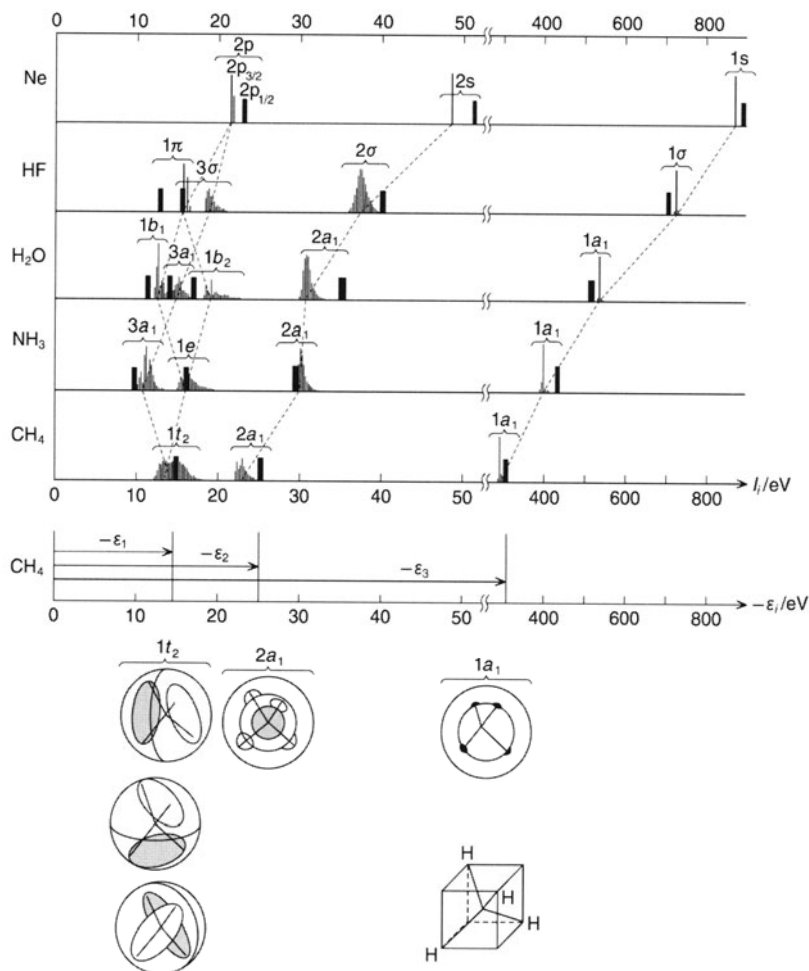 0 10 20 30 40 50 400 600 800
2p
2p3/2
2p1/2
2s
1s
Ne
1π
3σ
2σ
1σ
HF
1b1
3a1
1b2
2a1
1a1
H2O
3a1
1e
2a1
1a1
NH3
1t2
2a1
1a1
CH4
0 10 20 30 40 50 400 600 800 Ii/eV
−ε1
−ε2
−ε3
CH4
0 10 20 30 40 50 400 600 800 −εi/eV
1t2 2a1 1a1
H
H
H
H